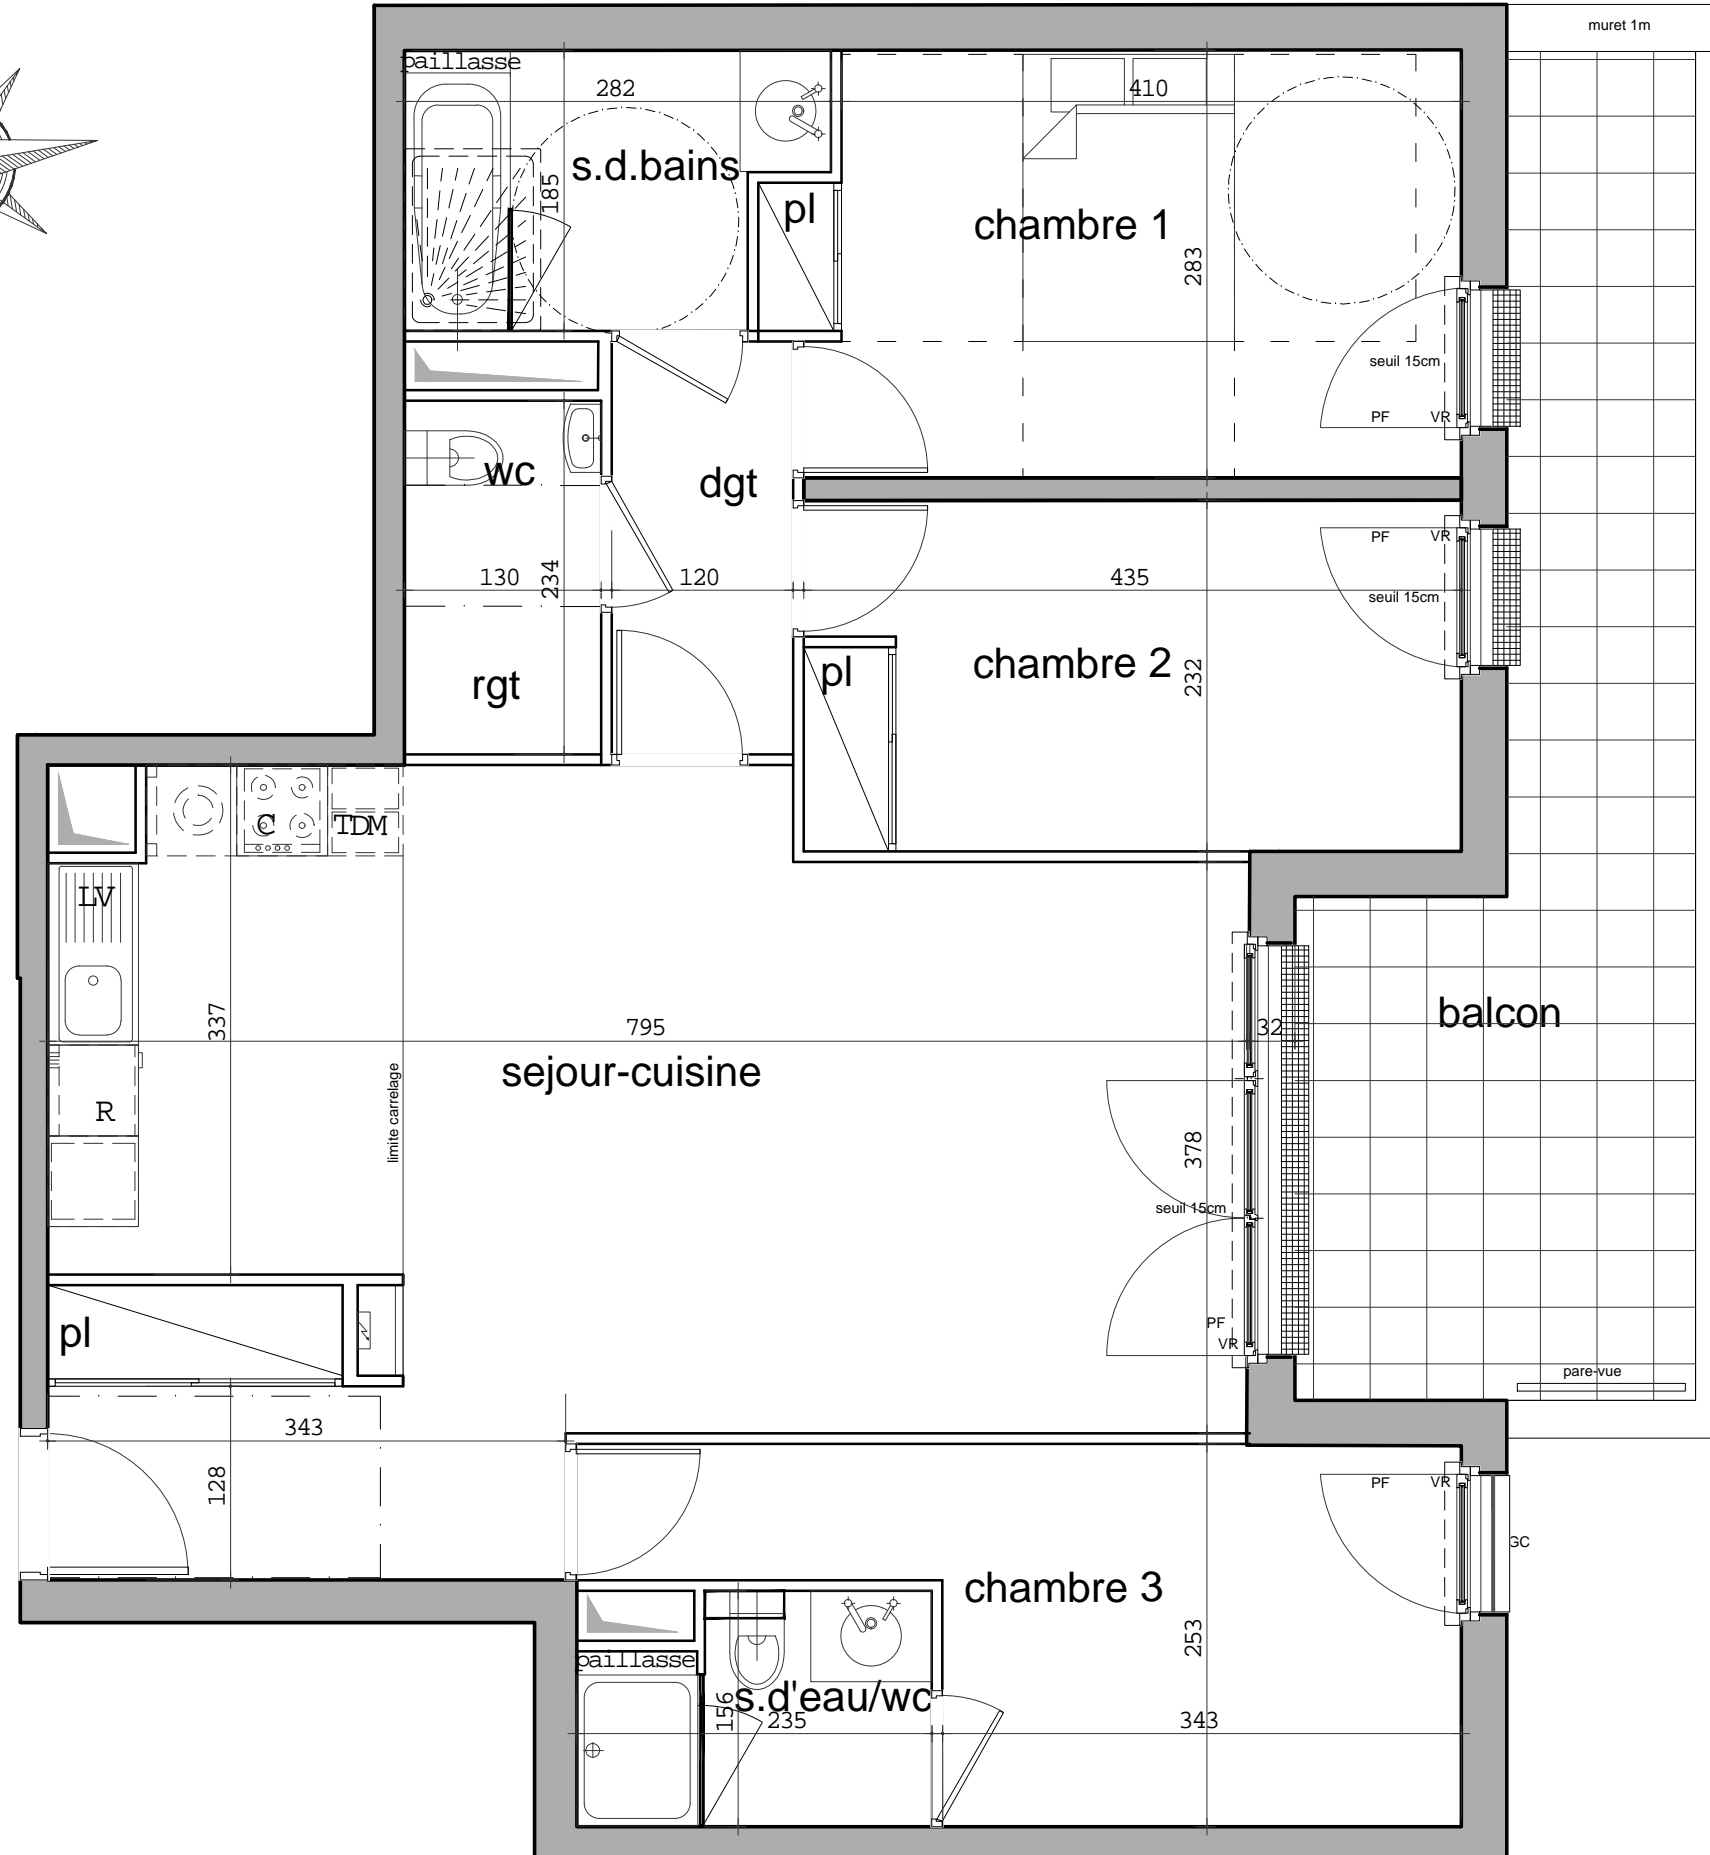 muret 1m
paillasse
282
410
s.d.bains
185
pl
chambre 1
283
seuil 15cm
PF
VR
wc
dgt
PF
VR
130
234
120
435
seuil 15cm
rgt
pl
chambre 2
232
C
TDM
LV
337
795
32
balcon
sejour-cuisine
R
limite carrelage
378
seuil 15cm
PF
VR
pl
pare-vue
343
128
PF
VR
GC
chambre 3
253
paillasse
s.d'eau/wc
156
235
343